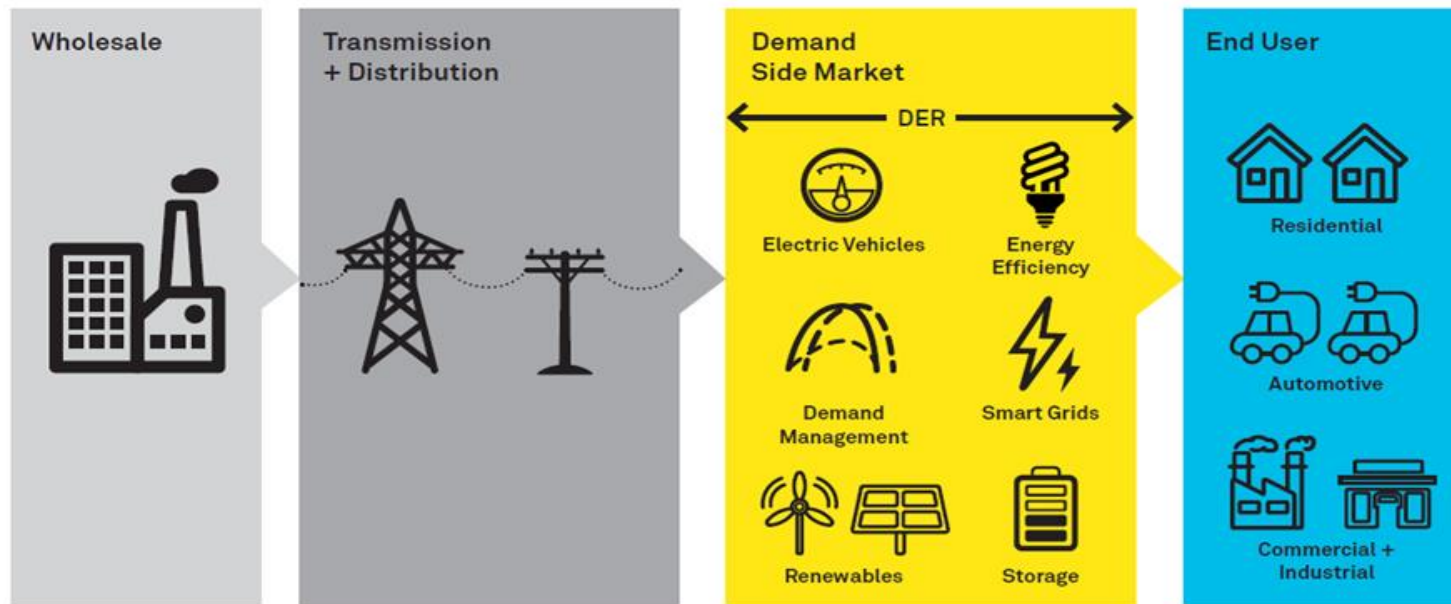 Wholesale
Transmission
+ Distribution
Demand
Side Market
DER
Electric Vehicles
Energy
Efficiency
Demand
Management
Smart Grids
Renewables
Storage
End User
Residential
Automotive
Commercial +
Industrial